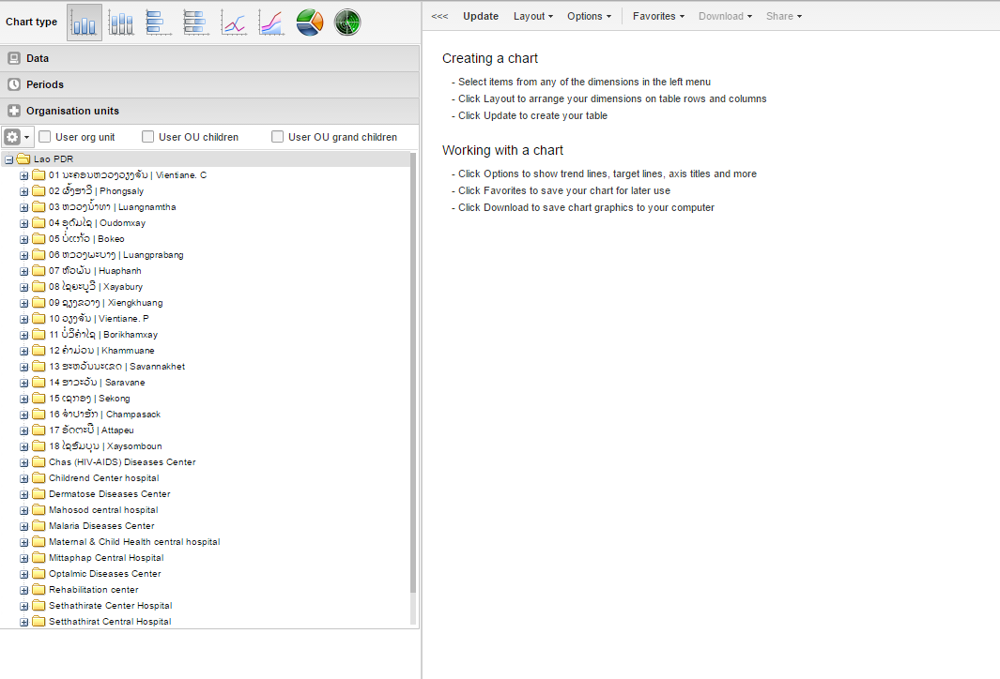 Chart type
Data
Periods
Organisation units
User org unit User OU children User OU grand children
Lao PDR
01 ນະຄອນຫລວງວຽງຈັນ | Vientiane. C
02 ຜົ້ງສາລີ | Phongsaly
03 ຫລວງນ້ຳທາ | Luangnamtha
04 ອຸດົມໄຊ | Oudomxay
05 ບໍ່ແກ້ວ | Bokeo
06 ຫລວງພະບາງ | Luangprabang
07 ຫົວພັນ | Huaphanh
08 ໄຊຍະບູລີ | Xayabury
09 ຊຽງຂວາງ | Xiengkhuang
10 ວຽງຈັນ | Vientiane. P
11 ບໍລິຄຳໄຊ | Borikhamxay
12 ຄຳມ່ວນ | Khammuane
13 ສະຫວັນນະເຂດ | Savannakhet
14 ສາລະວັນ | Saravane
15 ເຊກອງ | Sekong
16 ຈຳປາສັກ | Champasack
17 ອັດຕະປື | Attapeu
18 ໄຊສົມບູນ | Xaysomboun
Chas (HIV-AIDS) Diseases Center
Childrend Center hospital
Dermatose Diseases Center
Mahosod central hospital
Malaria Diseases Center
Maternal & Child Health central hospital
Mittaphap Central Hospital
Optalmic Diseases Center
Rehabilitation center
Sethathirate Center Hospital
Setthathirat Central Hospital
<<< Update Layout Options Favorites Download Share
Creating a chart
- Select items from any of the dimensions in the left menu
- Click Layout to arrange your dimensions on table rows and columns
- Click Update to create your table
Working with a chart
- Click Options to show trend lines, target lines, axis titles and more
- Click Favorites to save your chart for later use
- Click Download to save chart graphics to your computer